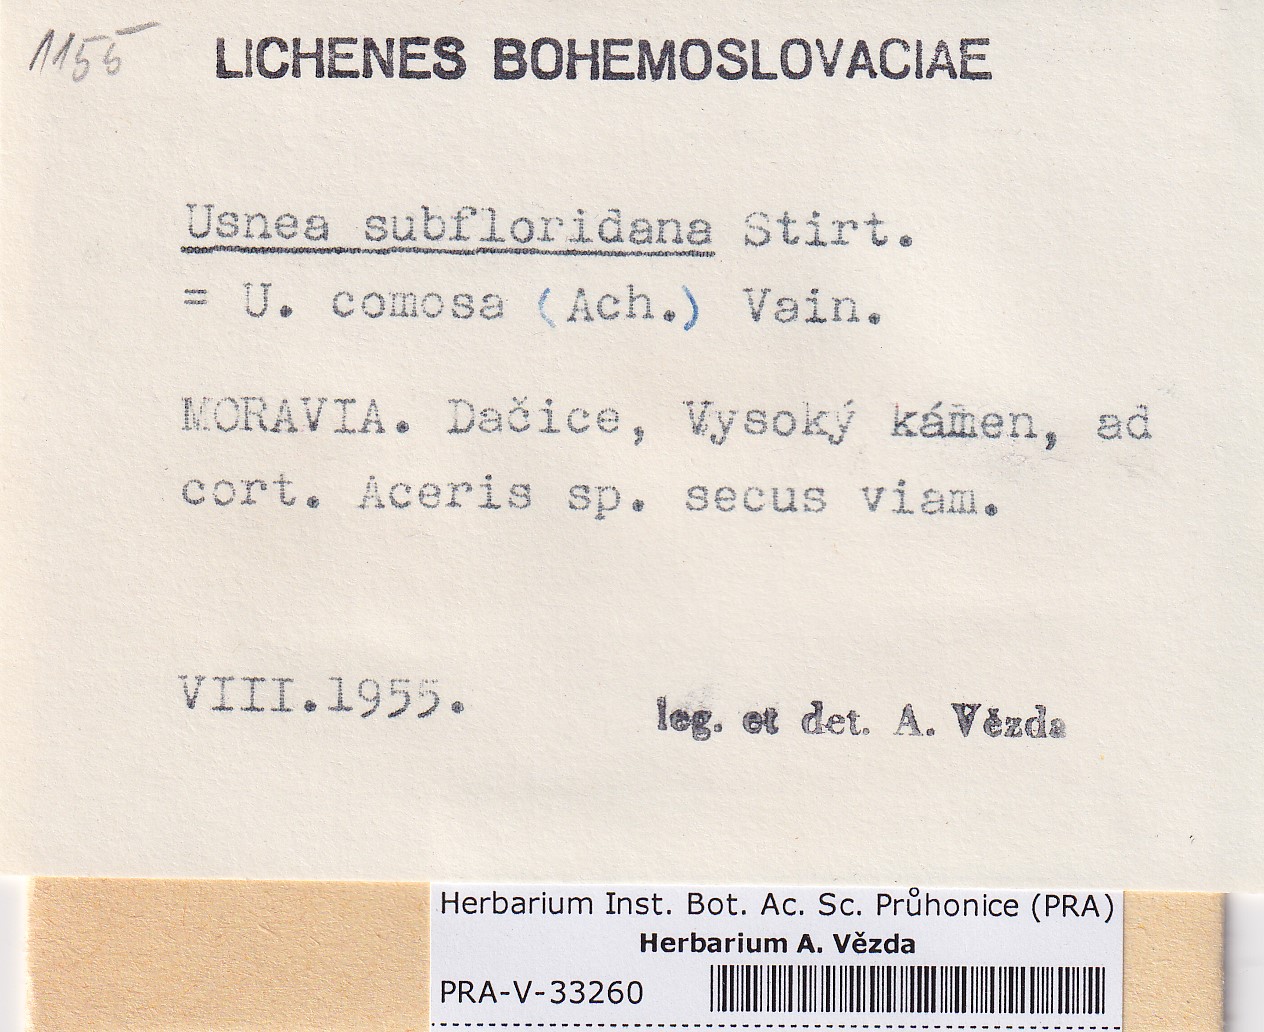 1155
LICHENES BOHEMOSLOVACIAE
Usnea subfloridana Stirt.
= U. comosa (Ach.) Vain.
MORAVIA. Dačice, Vysoký kámen, ad
cort. Aceris sp. secus viam.
VIII.1955.
leg. et det. A. Vězda
Herbarium Inst. Bot. Ac. Sc. Průhonice (PRA)
Herbarium A. Vězda
PRA-V-33260